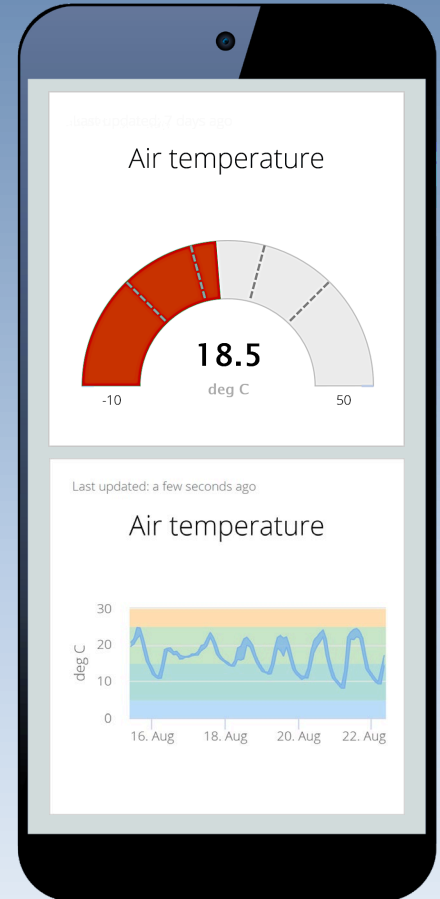 Air temperature
18.5
deg C
-10
50
Last updated: a few seconds ago
Air temperature
30
20
10
0
deg C
16. Aug
18. Aug
20. Aug
22. Aug